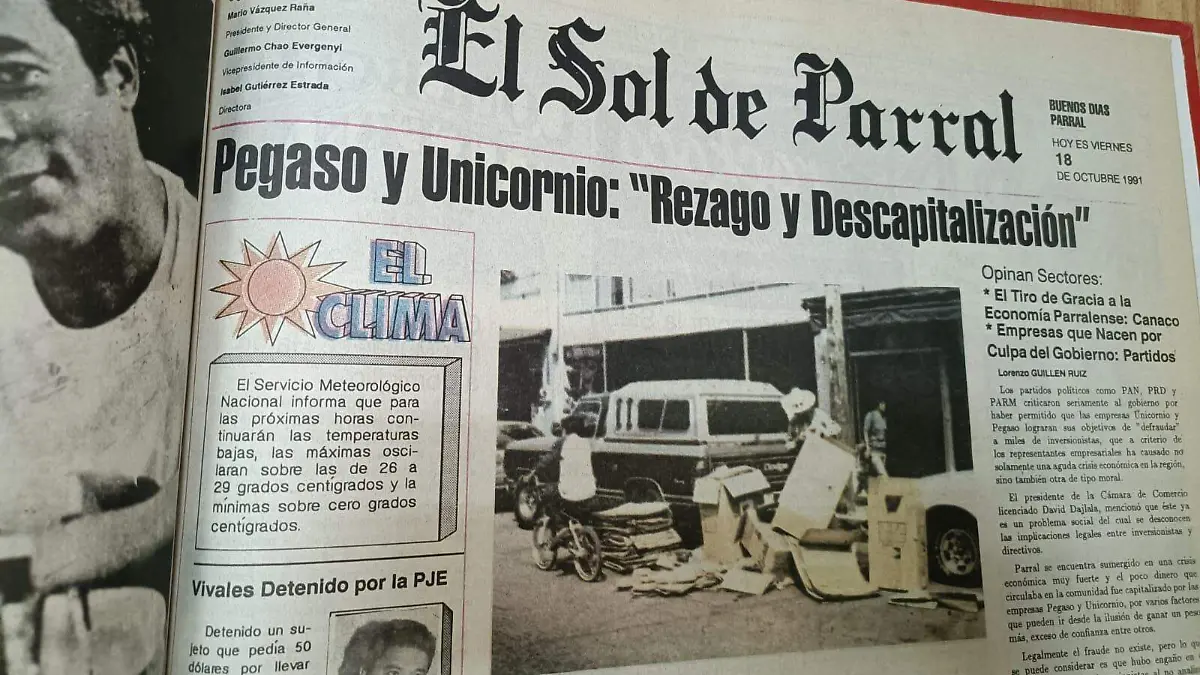 Mario Vázquez Raña
Presidente y Director General
Guillermo Chao Evergenyi
Vicepresidente de Información
Isabel Gutiérrez Estrada
Directora
El Sol de Parral
BUENOS DIAS
PARRAL
HOY ES VIERNES
18
DE OCTUBRE 1991
Pegaso y Unicornio: "Rezago y Descapitalización"
EL
CLIMA
El Servicio Meteorológico
Nacional informa que para
las próximas horas con-
tinuarán las temperaturas
bajas, las máximas osci-
laran sobre las de 26 a
29 grados centígrados y la
mínimas sobre cero grados
centígrados.
Vivales Detenido por la PJE
Detenido un su-
jeto que pedía 50
dólares por llevar
Dodge
Opinan Sectores:
* El Tiro de Gracia a la
Economía Parralense: Canaco
* Empresas que Nacen por
Culpa del Gobierno: Partidos
Lorenzo GUILLEN RUIZ
Los partidos políticos como PAN, PRD y
PARM criticaron seriamente al gobierno por
haber permitido que las empresas Unicornio y
Pegaso lograran sus objetivos de "defraudar"
a miles de inversionistas, que a criterio de
los representantes empresariales ha causado no
solamente una aguda crisis económica en la región,
sino también otra de tipo moral.
El presidente de la Cámara de Comercio
licenciado David Dajlala, mencionó que éste ya
es un problema social del cual se desconocen
las implicaciones legales entre inversionistas y
directivos.
Parral se encuentra sumergido en una crisis
económica muy fuerte y el poco dinero que
circulaba en la comunidad fue capitalizado por las
empresas Pegaso y Unicornio, por varios factores
que pueden ir desde la ilusión de ganar un peso
más, exceso de confianza entre otros.
Legalmente el fraude no existe, pero lo q
se puede considerar es que hubo engaño en
al no